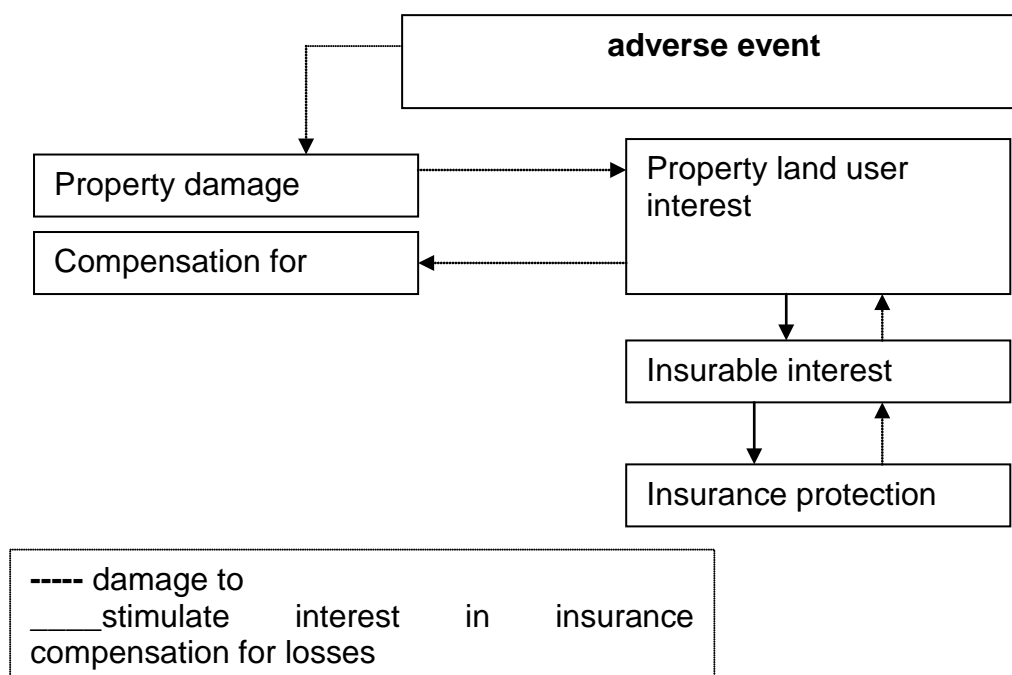 adverse event
Property damage
Property land user
interest
Compensation for
Insurable interest
Insurance protection
----- damage to
____stimulate interest in insurance
compensation for losses